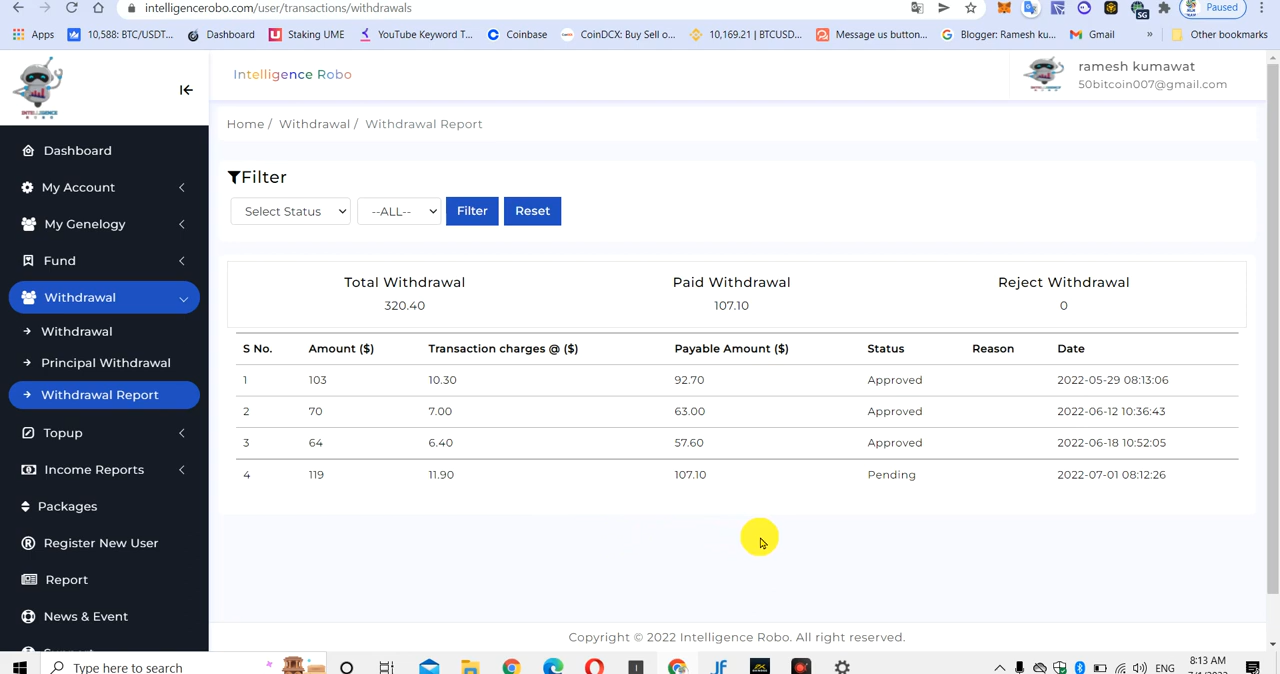 intelligencerobo.com/user/transactions/withdrawals
Paused
Apps
10,588: BTC/USDT...
Dashboard
Staking UME
YouTube Keyword T...
Coinbase
CoinDCX: Buy Sell o...
10,169.21 | BTCUSD...
Message us button...
Blogger: Ramesh ku...
Gmail
»
Other bookmarks
SG
INTELLIGENCE
Intelligence Robo
ramesh kumawat
50bitcoin007@gmail.com
Home / Withdrawal / Withdrawal Report
Dashboard
My Account
My Genelogy
Fund
Withdrawal
Withdrawal
Principal Withdrawal
Withdrawal Report
Topup
Income Reports
Packages
Register New User
Report
News & Event
Filter
Select Status
--ALL--
Filter
Reset
Total Withdrawal Paid Withdrawal Reject Withdrawal
320.40 107.10 0
S No. Amount ($) Transaction charges @ ($) Payable Amount ($) Status Reason Date
1 103 10.30 92.70 Approved 2022-05-29 08:13:06
2 70 7.00 63.00 Approved 2022-06-12 10:36:43
3 64 6.40 57.60 Approved 2022-06-18 10:52:05
4 119 11.90 107.10 Pending 2022-07-01 08:12:26
Copyright © 2022 Intelligence Robo. All right reserved.
Type here to search
ENG
8:13 AM